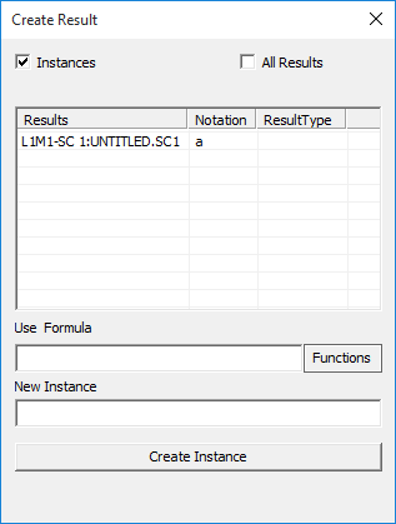 Create Result
Instances All Results
Results Notation ResultType
L1M1-SC 1:UNTITLED.SC1 a
Use Formula
Functions
New Instance
Create Instance